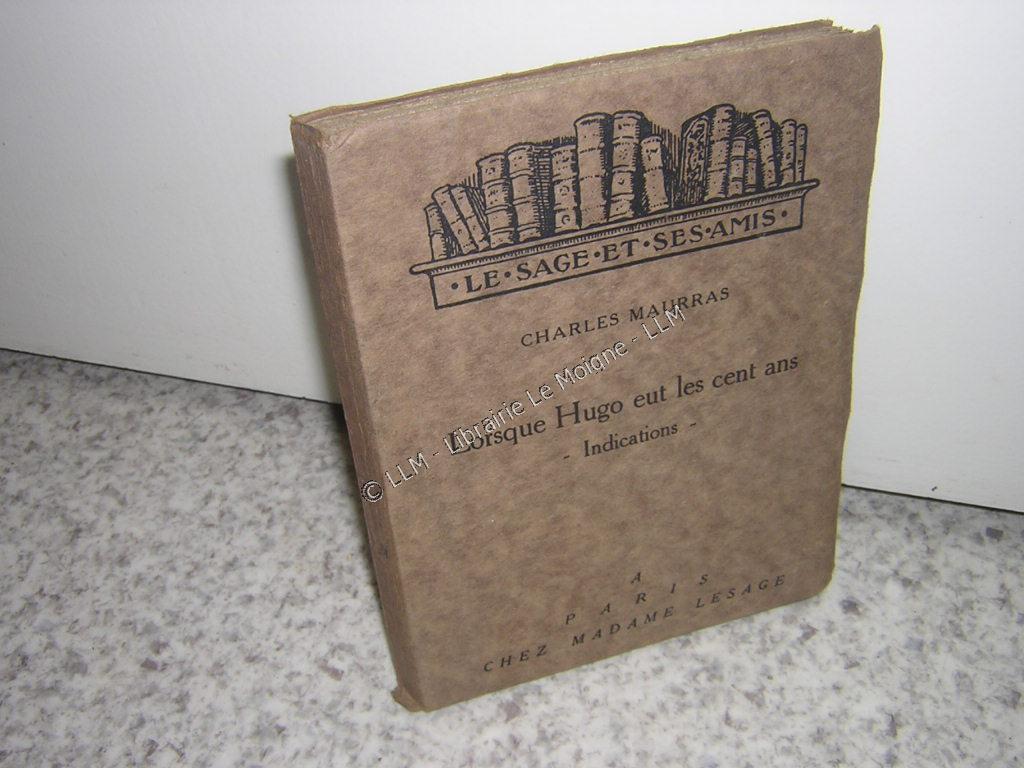 ·LE·SAGE·ET·SES·AMIS·
CHARLES MAURRAS
Lorsque Hugo eut les cent ans
- Indications -
© LLM - Librairie Le Moigne - LLM
A
PARIS
CHEZ MADAME LESAGE